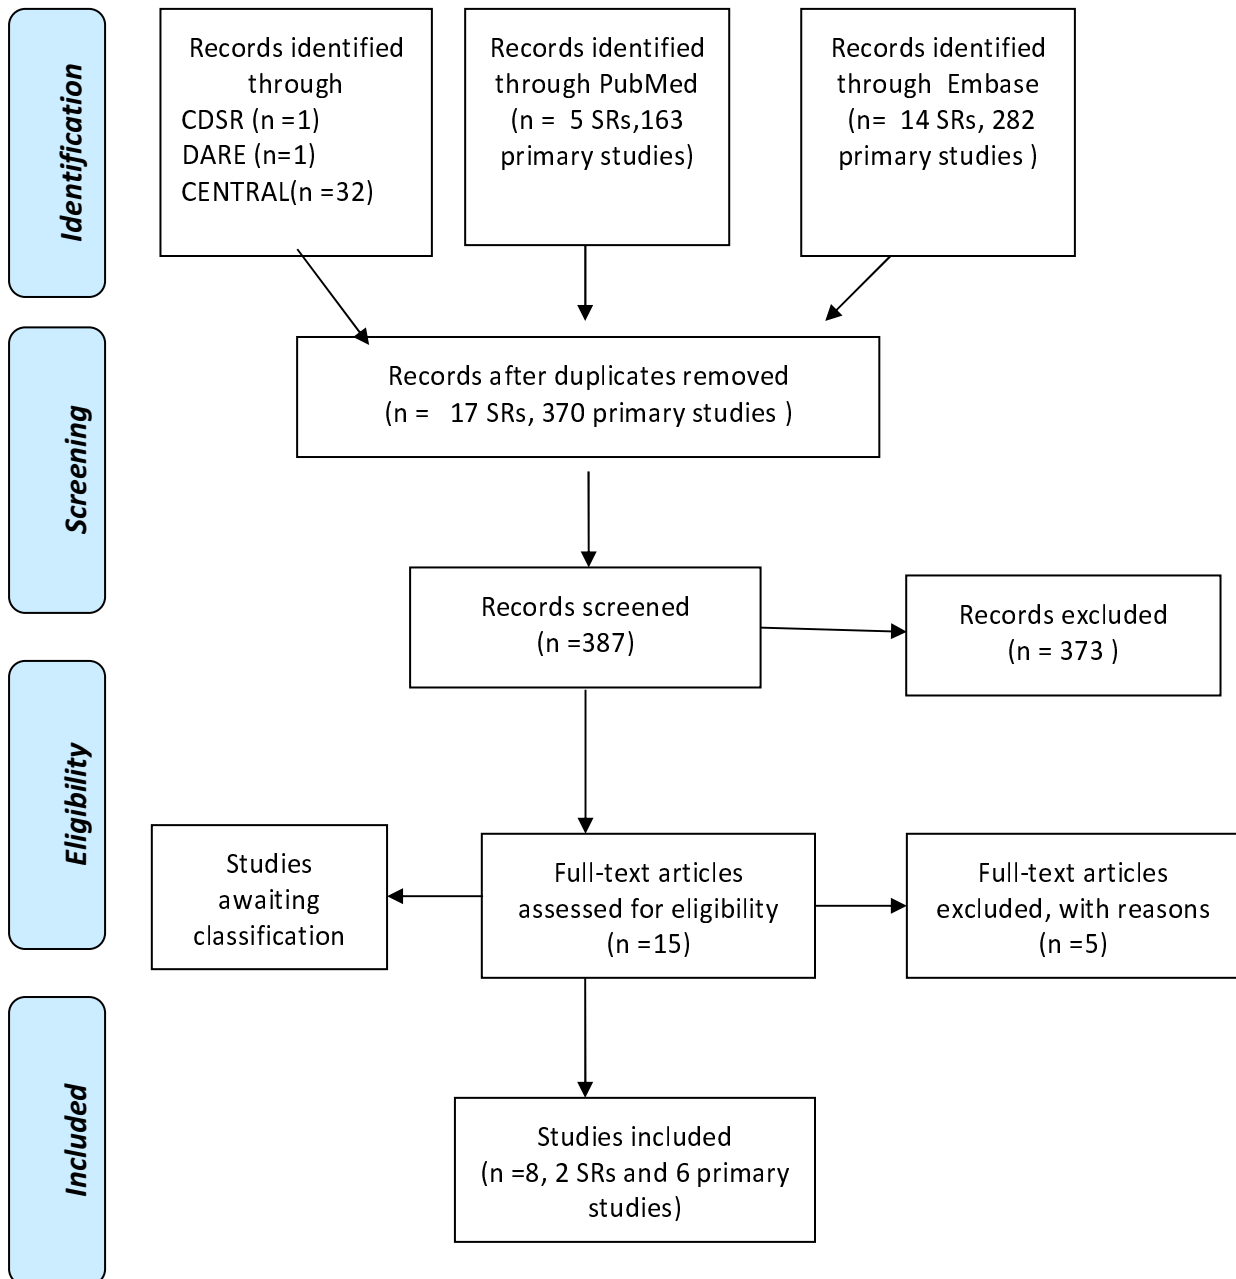 Identification
Records identified
through
CDSR (n =1)
DARE (n=1)
CENTRAL(n =32)
Records identified
through PubMed
(n = 5 SRs,163
primary studies)
Records identified
through Embase
(n= 14 SRs, 282
primary studies )
Screening
Records after duplicates removed
(n = 17 SRs, 370 primary studies )
Records screened
(n =387)
Records excluded
(n = 373 )
Eligibility
Studies
awaiting
classification
Full-text articles
assessed for eligibility
(n =15)
Full-text articles
excluded, with reasons
(n =5)
Included
Studies included
(n =8, 2 SRs and 6 primary
studies)